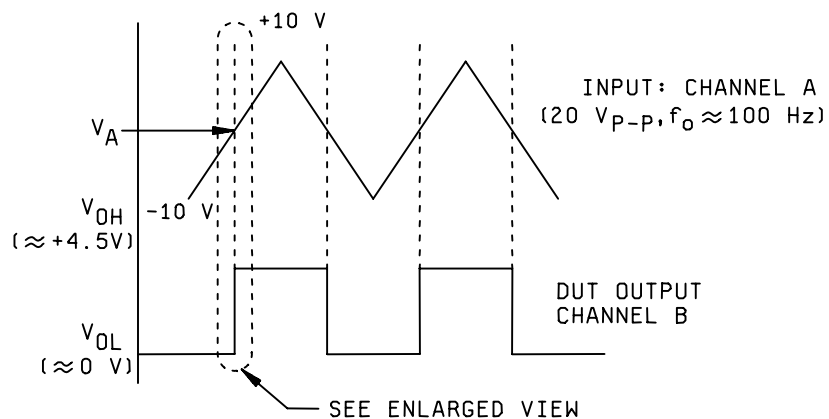 +10 V
INPUT: CHANNEL A
(20 V_P-P, f_o ≈ 100 Hz)
V_A
-10 V
V_OH
(≈ +4.5V)
DUT OUTPUT
CHANNEL B
V_OL
(≈0 V)
SEE ENLARGED VIEW